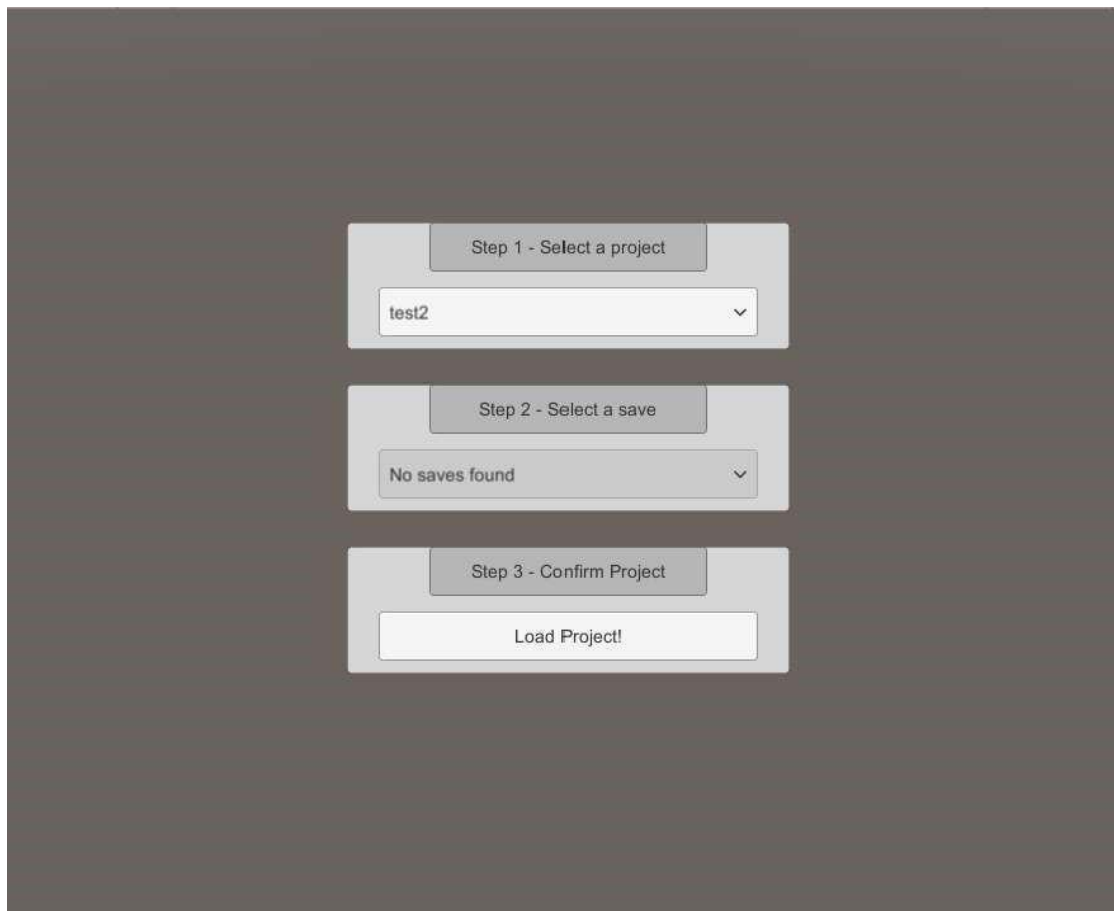 Step 1 - Select a project
test2
Step 2 - Select a save
No saves found
Step 3 - Confirm Project
Load Project!